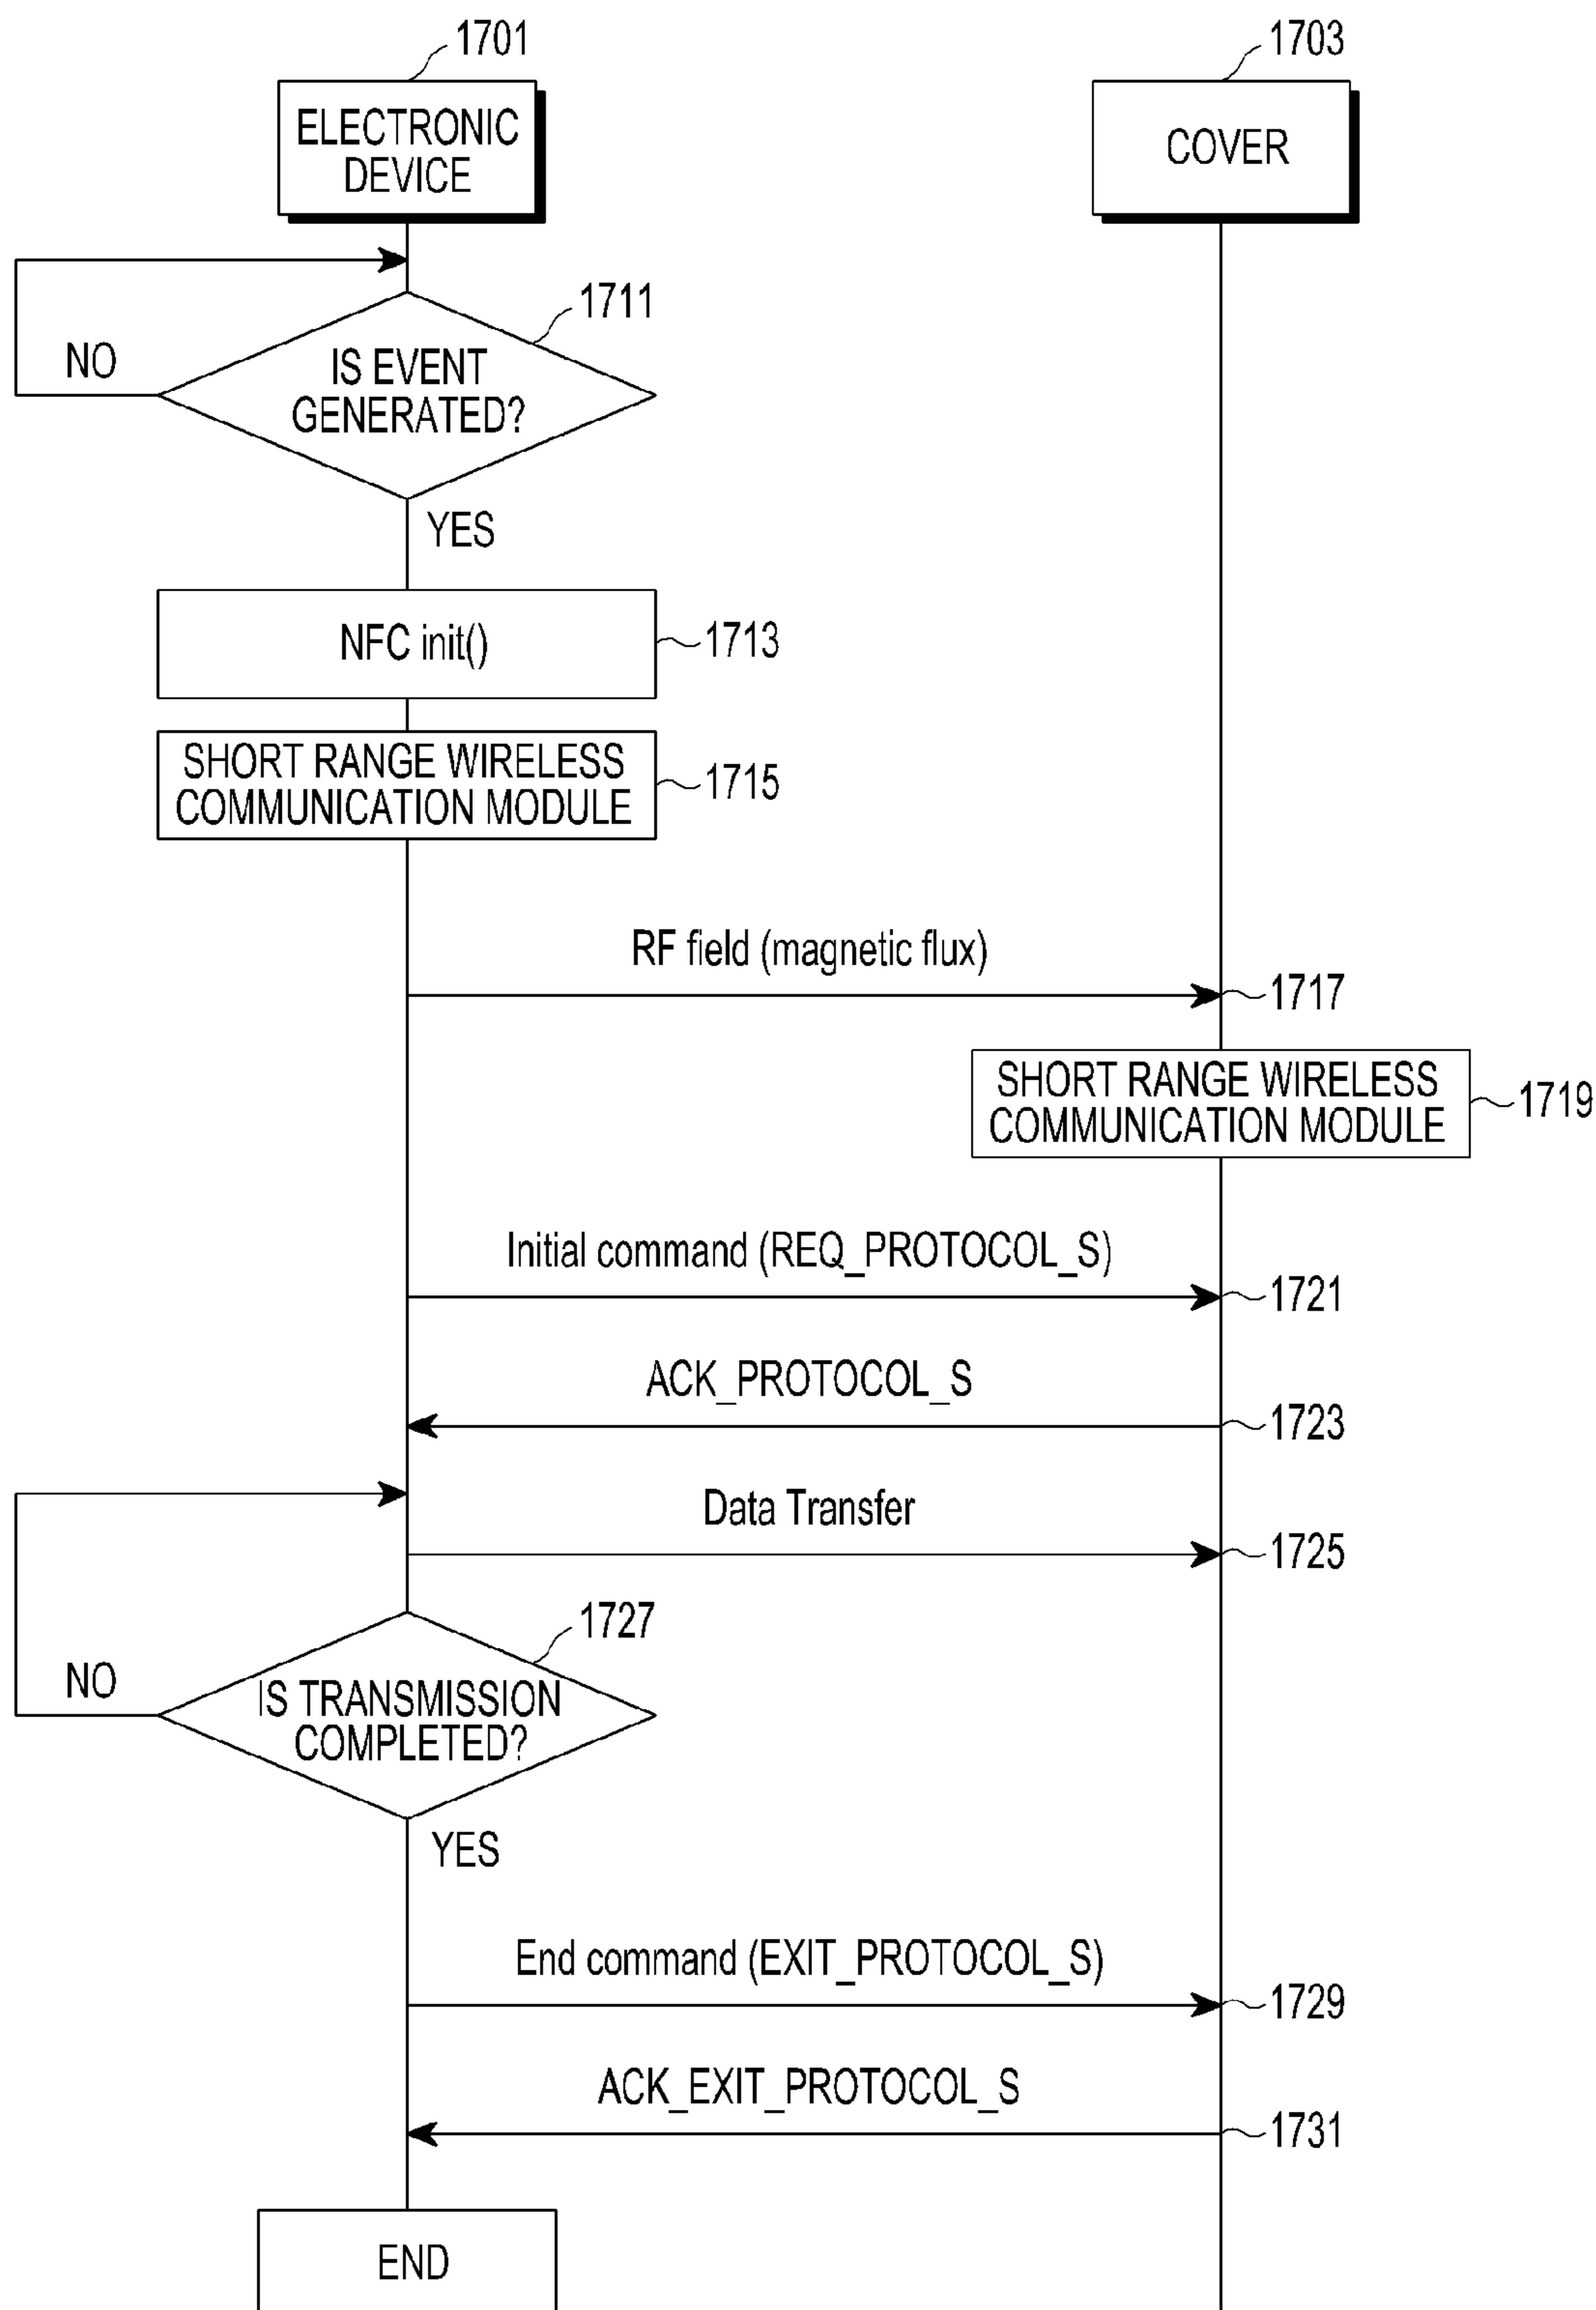 1701
1703
ELECTRONIC
DEVICE
COVER
1711
NO
IS EVENT
GENERATED?
YES
NFC init()
1713
SHORT RANGE WIRELESS
COMMUNICATION MODULE
1715
RF field (magnetic flux)
1717
SHORT RANGE WIRELESS
COMMUNICATION MODULE
1719
Initial command (REQ_PROTOCOL_S)
1721
ACK_PROTOCOL_S
1723
Data Transfer
1725
1727
NO
IS TRANSMISSION
COMPLETED?
YES
End command (EXIT_PROTOCOL_S)
1729
ACK_EXIT_PROTOCOL_S
1731
END